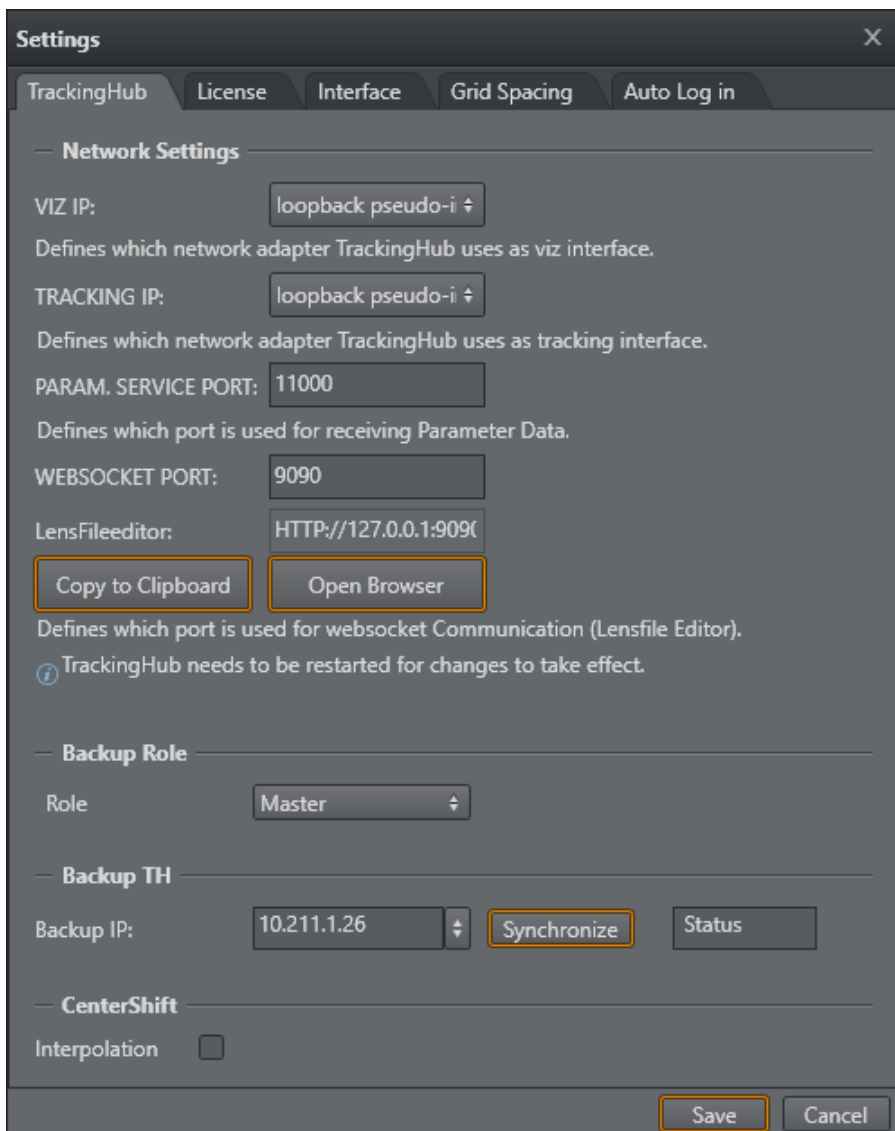 Settings
TrackingHub License Interface Grid Spacing Auto Log in
Network Settings
VIZ IP: loopback pseudo-i
Defines which network adapter TrackingHub uses as viz interface.
TRACKING IP: loopback pseudo-i
Defines which network adapter TrackingHub uses as tracking interface.
PARAM. SERVICE PORT: 11000
Defines which port is used for receiving Parameter Data.
WEBSOCKET PORT: 9090
LensFileeditor: HTTP://127.0.0.1:909(
Copy to Clipboard Open Browser
Defines which port is used for websocket Communication (Lensfile Editor).
TrackingHub needs to be restarted for changes to take effect.
Backup Role
Role Master
Backup TH
Backup IP: 10.211.1.26 Synchronize Status
CenterShift
Interpolation
Save Cancel